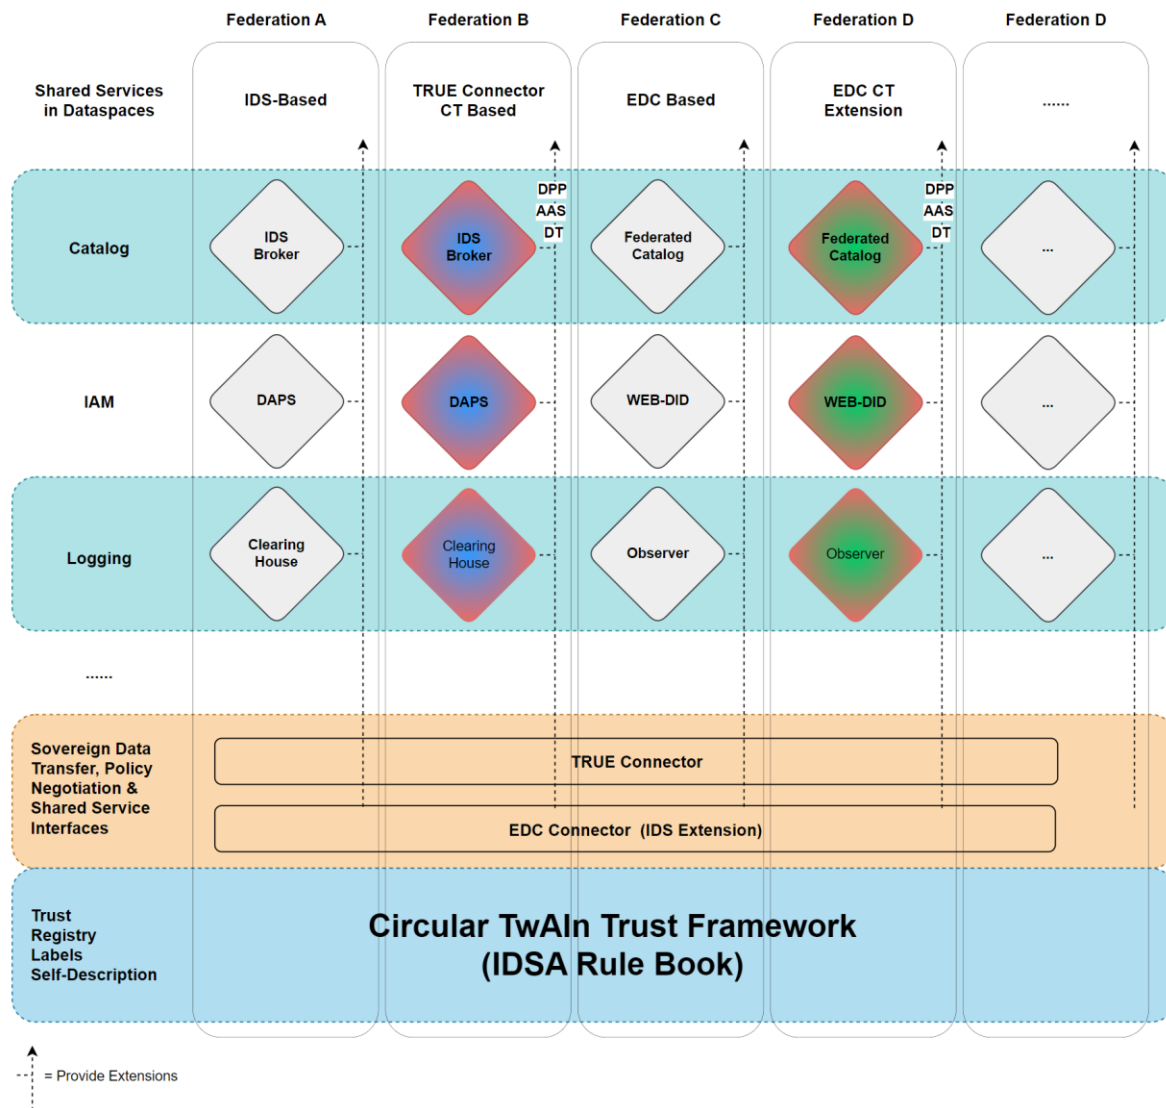 Federation A
Federation B
Federation C
Federation D
Federation D
Shared Services
in Dataspaces
IDS-Based
TRUE Connector
CT Based
EDC Based
EDC CT
Extension
......
Catalog
IDS
Broker
IDS
Broker
DPP
AAS
DT
Federated
Catalog
Federated
Catalog
DPP
AAS
DT
...
IAM
DAPS
DAPS
WEB-DID
WEB-DID
...
Logging
Clearing
House
Clearing
House
Observer
Observer
...
......
Sovereign Data
Transfer, Policy
Negotiation &
Shared Service
Interfaces
TRUE Connector
EDC Connector (IDS Extension)
Trust
Registry
Labels
Self-Description
Circular TwAIn Trust Framework
(IDSA Rule Book)
= Provide Extensions